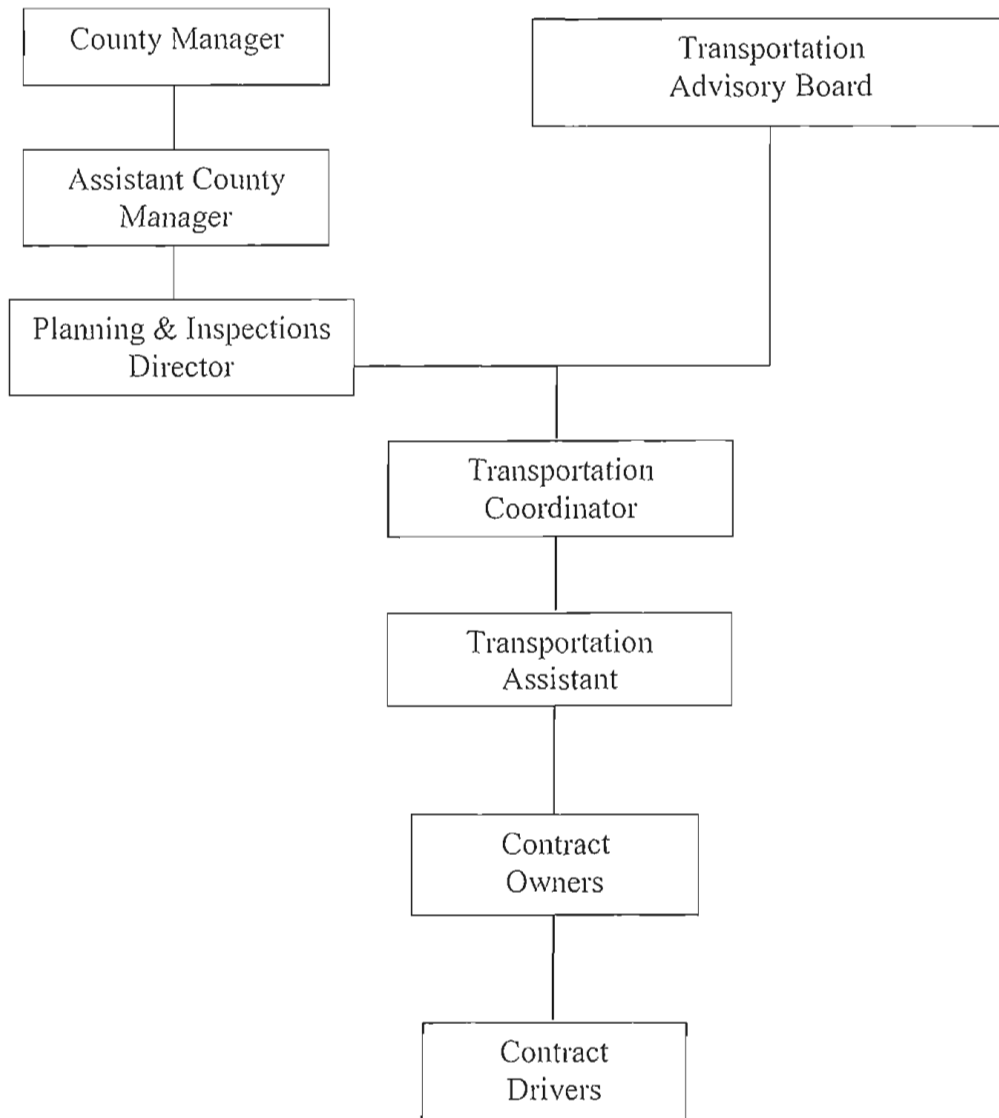 County Manager
Transportation
Advisory Board
Assistant County
Manager
Planning & Inspections
Director
Transportation
Coordinator
Transportation
Assistant
Contract
Owners
Contract
Drivers